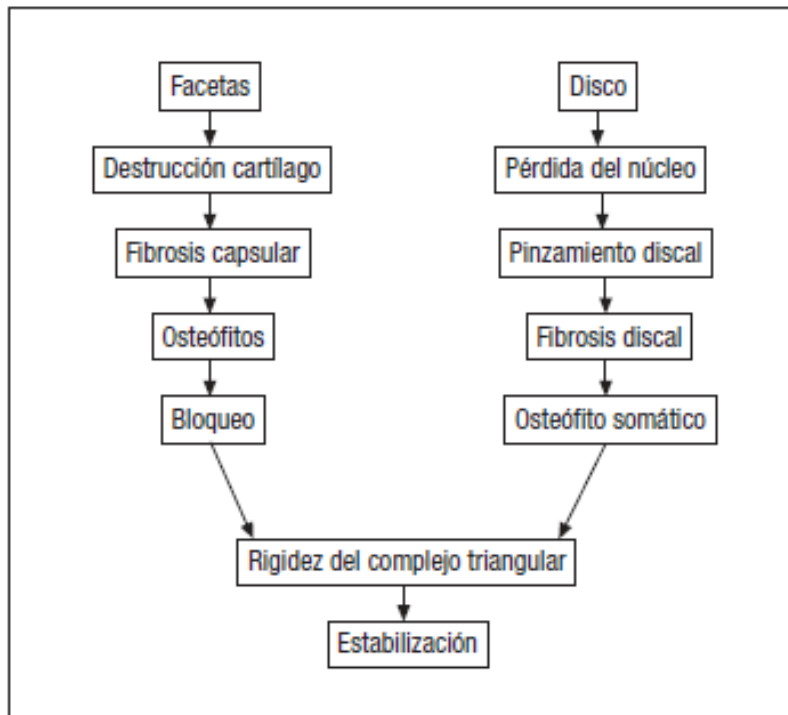 Facetas
Destrucción cartílago
Fibrosis capsular
Osteófitos
Bloqueo
Disco
Pérdida del núcleo
Pinzamiento discal
Fibrosis discal
Osteófito somático
Rigidez del complejo triangular
Estabilización